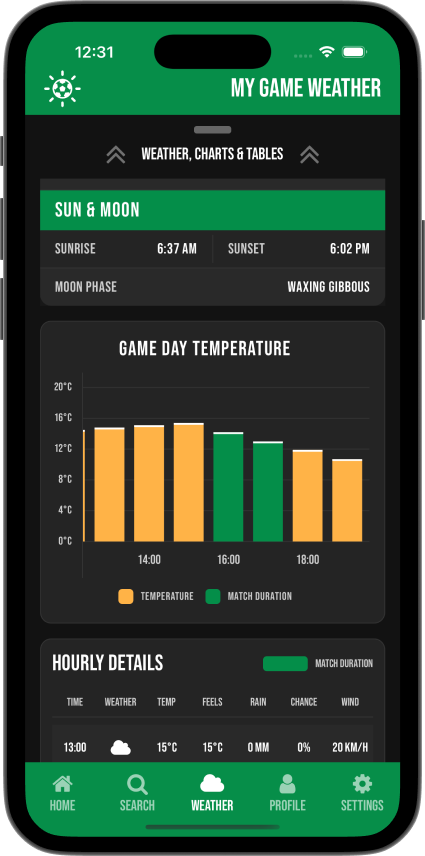 12:31
MY GAME WEATHER
WEATHER, CHARTS & TABLES
SUN & MOON
SUNRISE 6:37 AM SUNSET 6:02 PM
MOON PHASE WAXING GIBBOUS
GAME DAY TEMPERATURE
20°C
16°C
12°C
8°C
4°C
0°C
14:00 16:00 18:00
TEMPERATURE MATCH DURATION
HOURLY DETAILS MATCH DURATION
TIME WEATHER TEMP FEELS RAIN CHANCE WIND
13:00 15°C 15°C 0 MM 0% 20 KM/H
HOME SEARCH WEATHER PROFILE SETTINGS